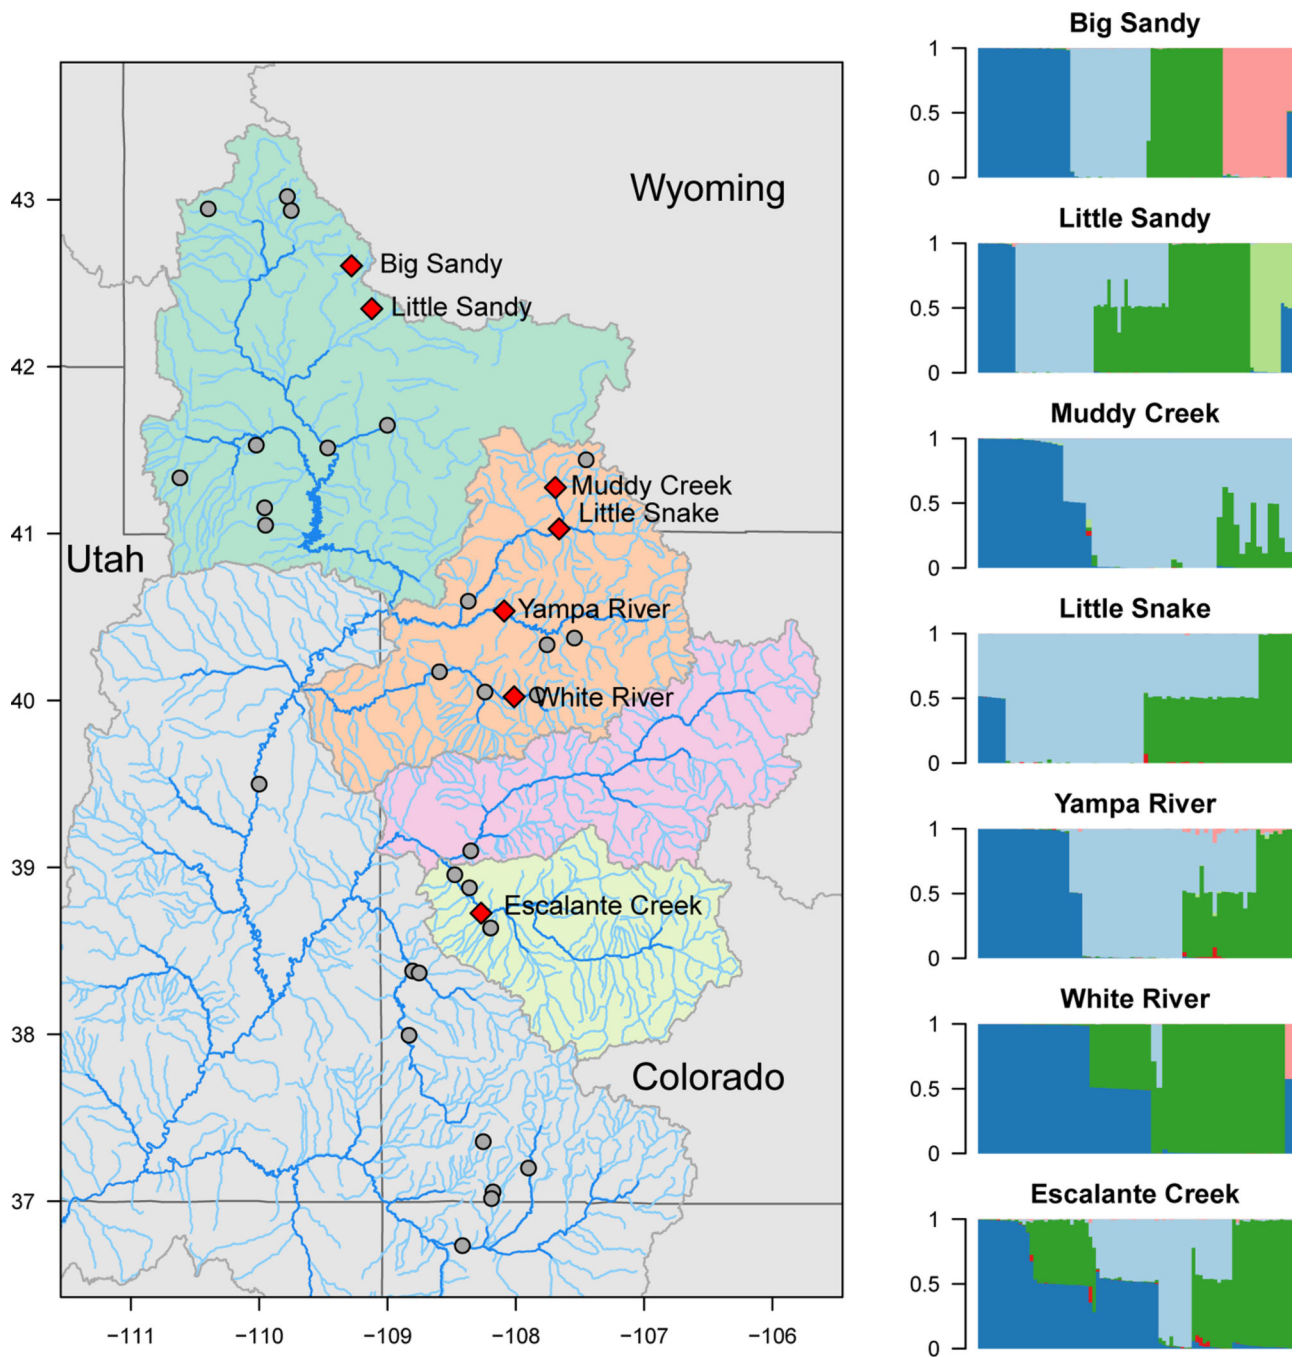 Wyoming
Big Sandy
Little Sandy
Muddy Creek
Little Snake
Utah
Yampa River
White River
Escalante Creek
Colorado
43
42
41
40
39
38
37
−111
−110
−109
−108
−107
−106
Big Sandy
1
0.5
0
Little Sandy
1
0.5
0
Muddy Creek
1
0.5
0
Little Snake
1
0.5
0
Yampa River
1
0.5
0
White River
1
0.5
0
Escalante Creek
1
0.5
0